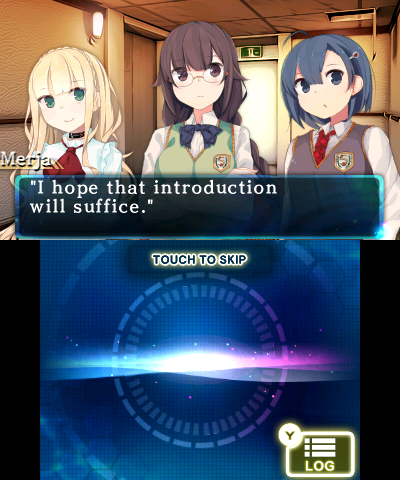 Merja
"I hope that introduction
will suffice."
TOUCH TO SKIP
Y
LOG